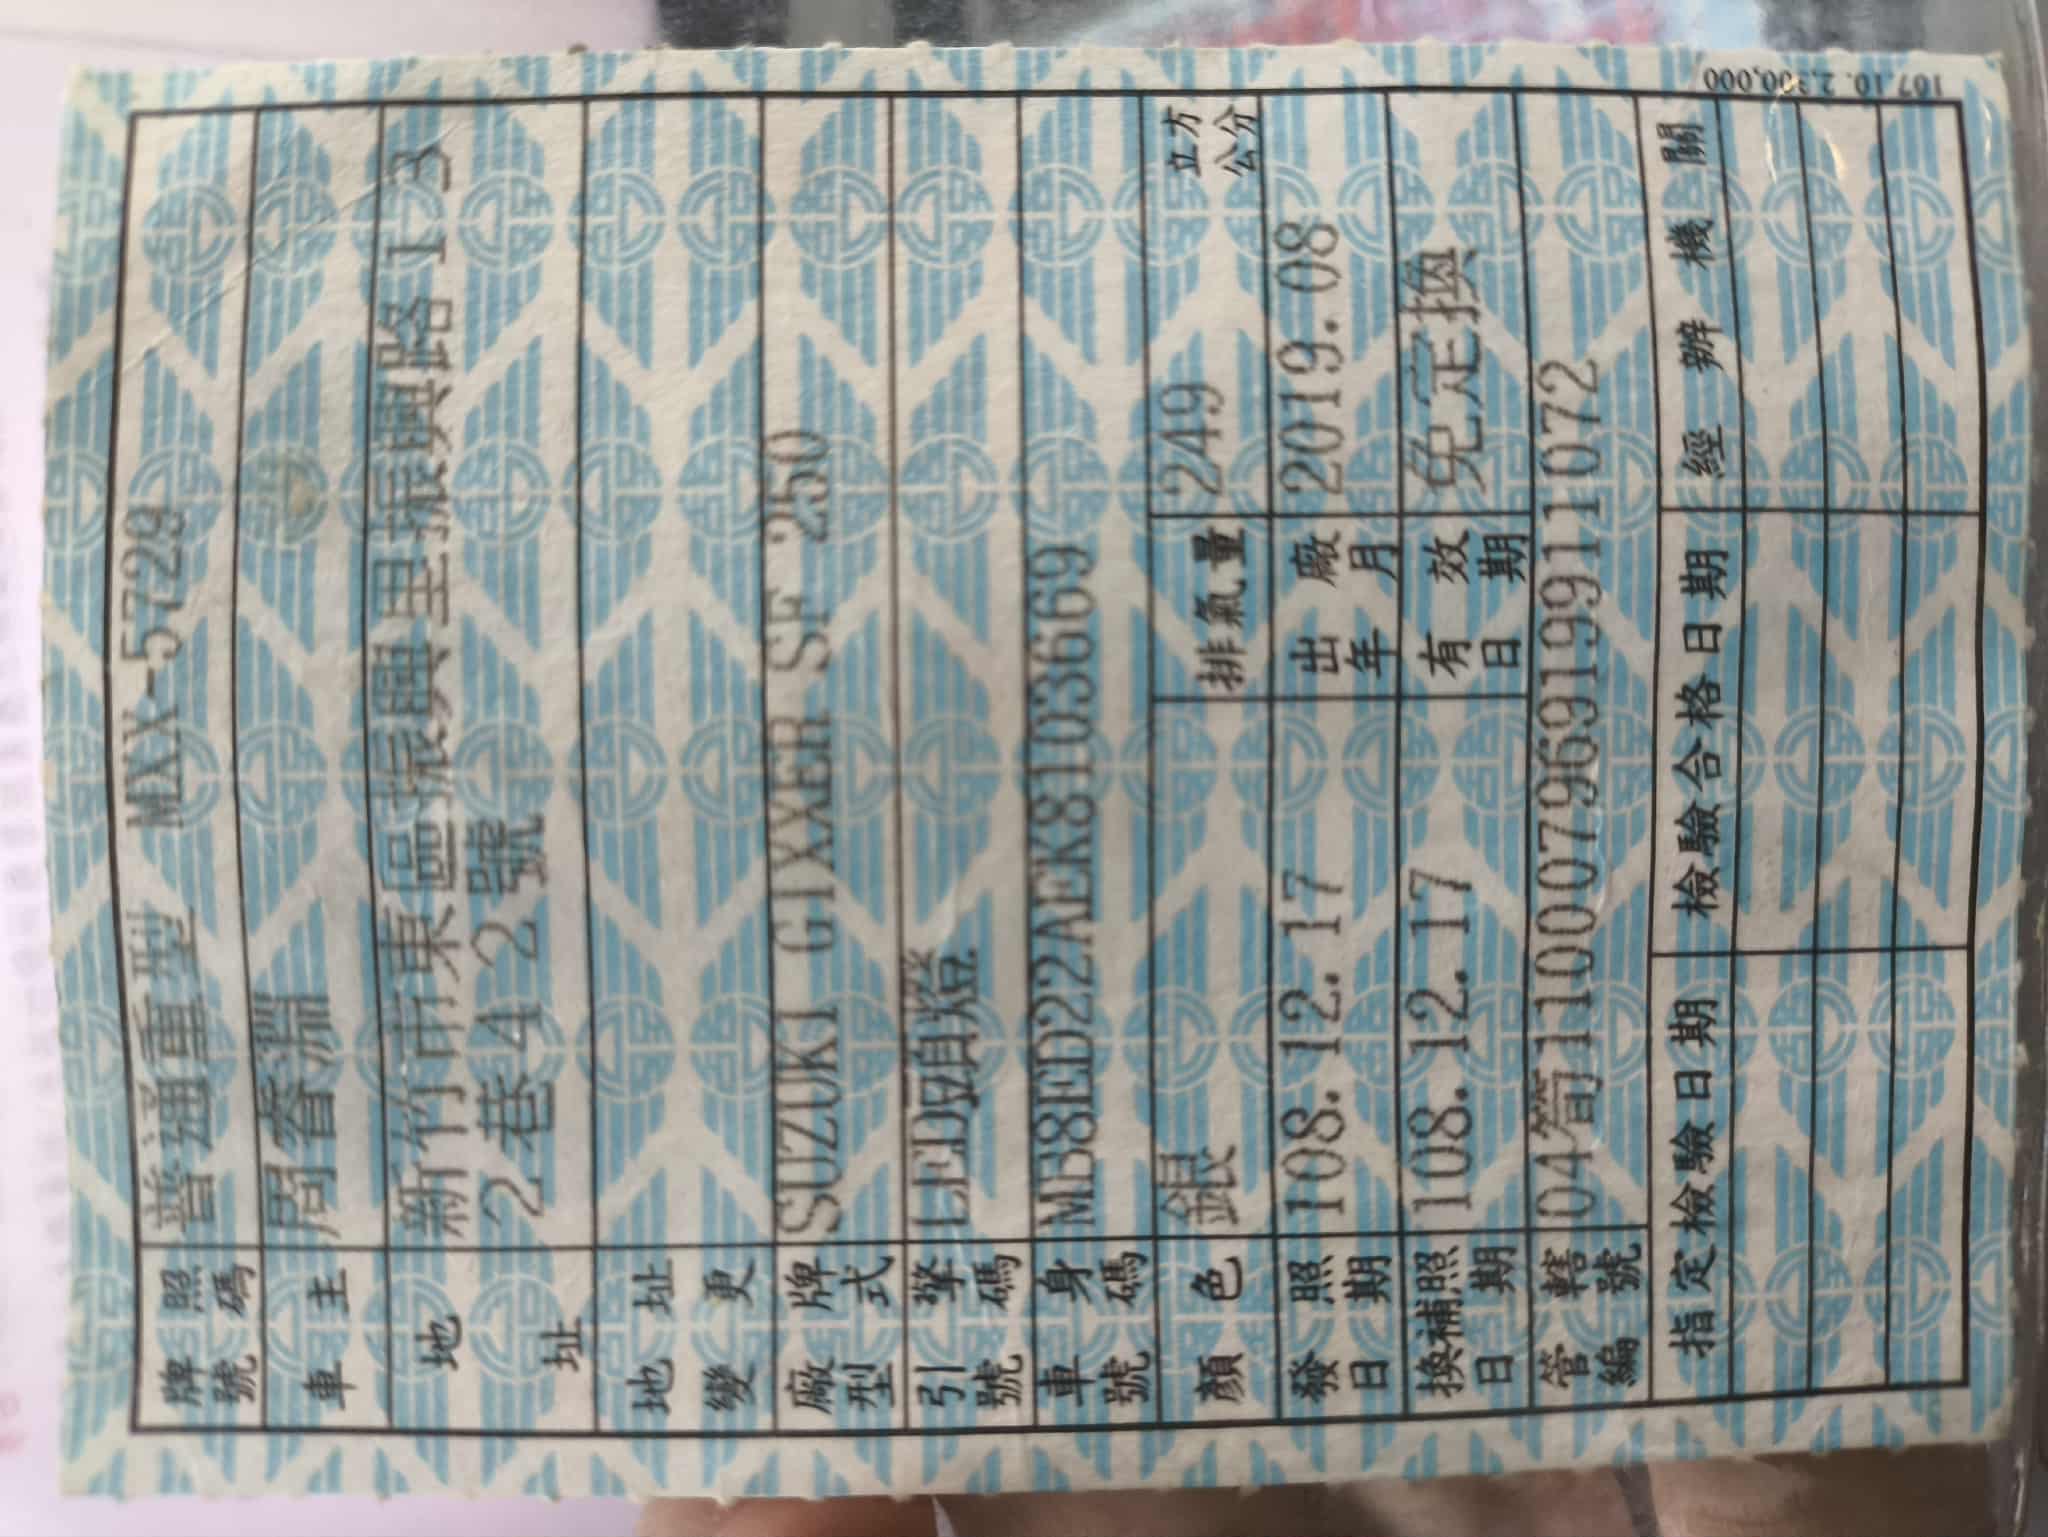 107.10. 2,300,000
牌照號碼 普通重型 MXX-5729
車主 周睿淵
地址 新竹市東區振興里振興路13
2巷42號
地址變更
廠牌型式 SUZUKI GIXXER SF 250
引擎號碼 LED頭燈
車身號碼 MB8ED22AEK8103669
顏色 銀 排氣量 249 立方公分
發照日期 108.12.17 出廠年月 2019.08
換補照日期 108.12.17 有效日期 免定換
管轄編號 04筒11000796919911072
指定檢驗日期 檢驗合格日期 經辦機關